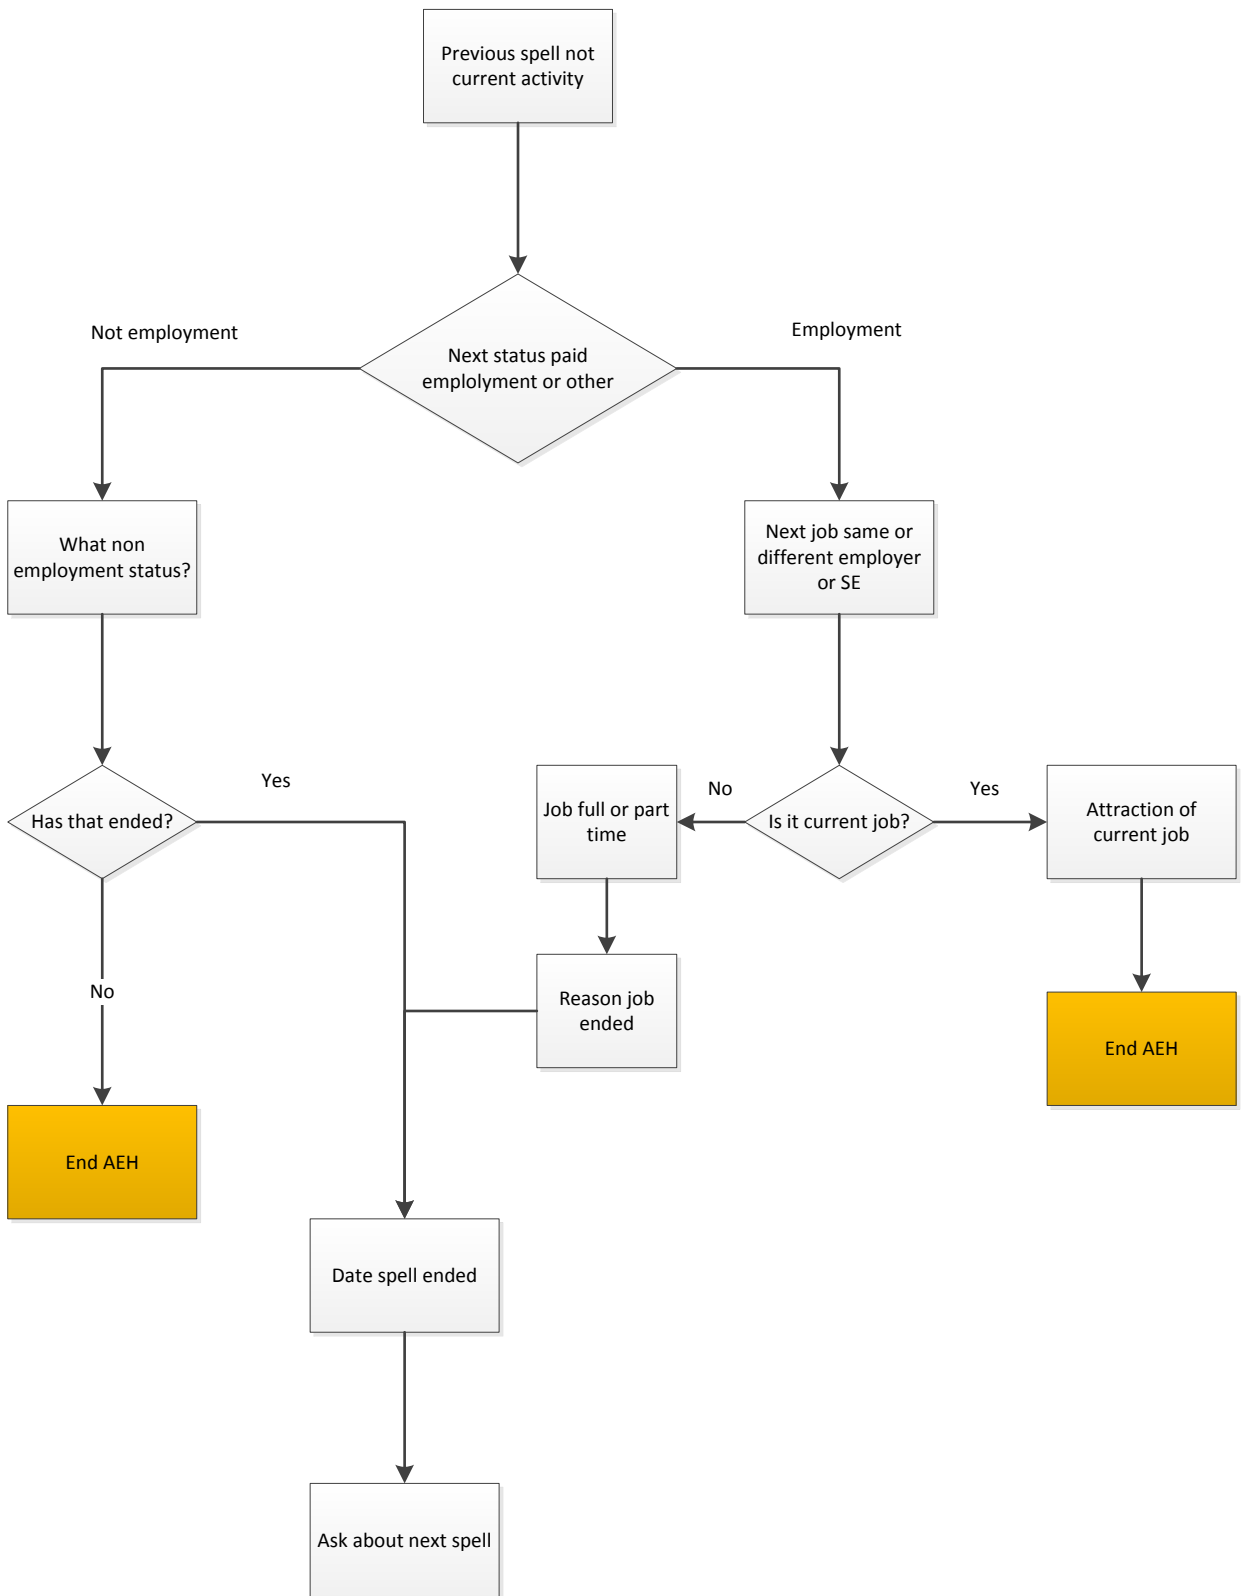 Previous spell not
current activity
Not employment
Employment
Next status paid
emplolyment or other
What non
employment status?
Next job same or
different employer
or SE
Yes
No
Yes
Has that ended?
Job full or part
time
Is it current job?
Attraction of
current job
No
Reason job
ended
End AEH
End AEH
Date spell ended
Ask about next spell